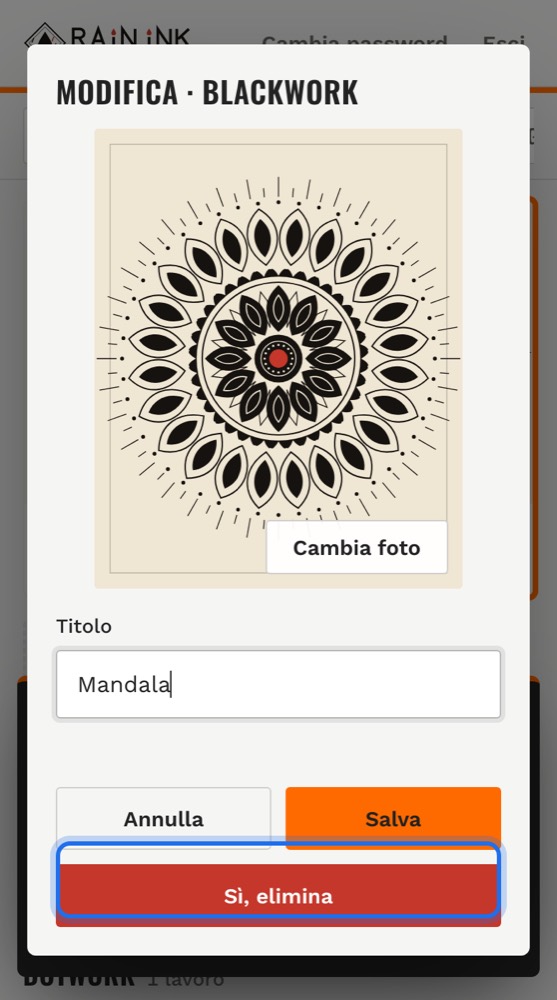 RAIN INK
Cambia password Esci
MODIFICA · BLACKWORK
Cambia foto
Titolo
Mandala
Annulla Salva
Sì, elimina
DOTWORK 1 lavoro